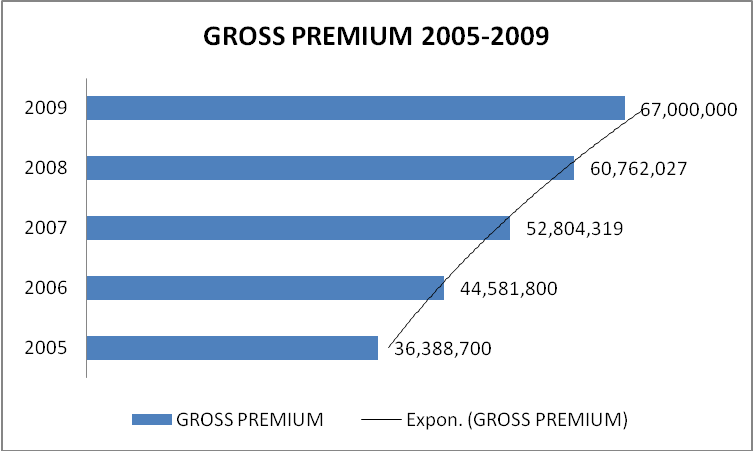 GROSS PREMIUM 2005-2009
2009 67,000,000
2008 60,762,027
2007 52,804,319
2006 44,581,800
2005 36,388,700
GROSS PREMIUM Expon. (GROSS PREMIUM)